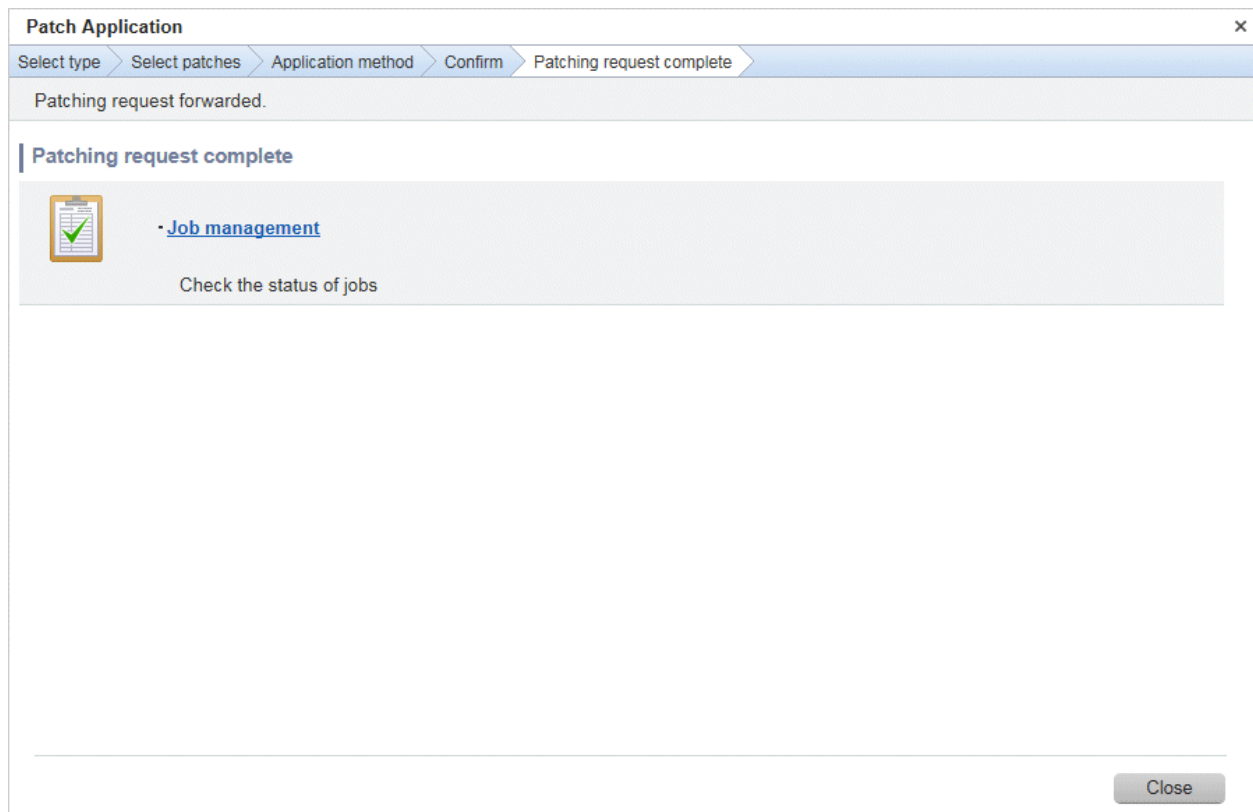 Patch Application
Select type Select patches Application method Confirm Patching request complete
Patching request forwarded.
Patching request complete
- Job management
Check the status of jobs
Close